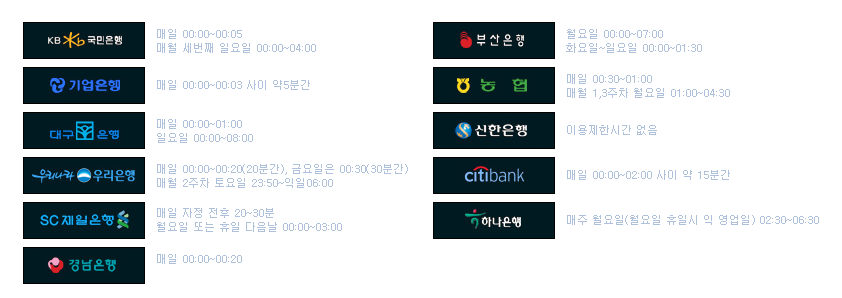 KB 국민은행
매일 00:00~00:05
매월 세번째 일요일 00:00~04:00
기업은행
매일 00:00~00:03 사이 약5분간
대구 은행
매일 00:00~01:00
일요일 00:00~08:00
우리나라 우리은행
매일 00:00~00:20(20분간), 금요일은 00:30(30분간)
매월 2주차 토요일 23:50~익일06:00
SC제일은행
매일 자정 전후 20~30분
월요일 또는 휴일 다음날 00:00~03:00
경남은행
매일 00:00~00:20
부산은행
월요일 00:00~07:00
화요일~일요일 00:00~01:30
농 협
매일 00:30~01:00
매월 1,3주차 월요일 01:00~04:30
신한은행
이용제한시간 없음
citibank
매일 00:00~02:00 사이 약 15분간
하나은행
매주 월요일(월요일 휴일시 익 영업일) 02:30~06:30